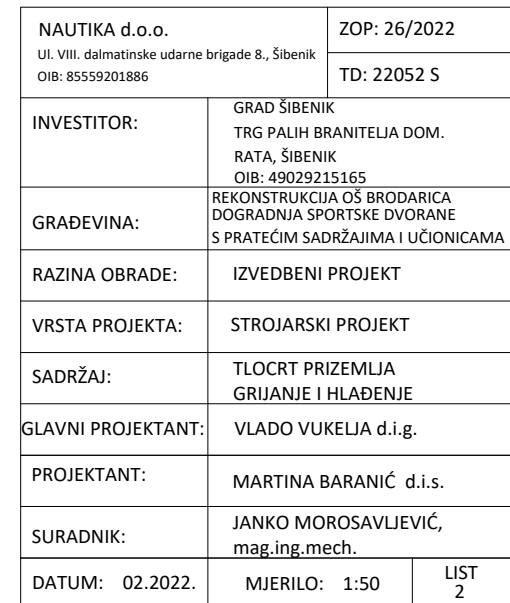 NAUTIKA d.o.o.
Ul. VIII. dalmatinske udarne brigade 8., Šibenik
OIB: 85559201886
ZOP: 26/2022
TD: 22052 S
INVESTITOR:
GRAD ŠIBENIK
TRG PALIH BRANITELJA DOM.
RATA, ŠIBENIK
OIB: 49029215165
GRAĐEVINA:
REKONSTRUKCIJA OŠ BRODARICA
DOGRADNJA SPORTSKE DVORANE
S PRATEĆIM SADRŽAJIMA I UČIONICAMA
RAZINA OBRADE:
IZVEDBENI PROJEKT
VRSTA PROJEKTA:
STROJARSKI PROJEKT
SADRŽAJ:
TLOCRT PRIZEMLJA
GRIJANJE I HLAĐENJE
GLAVNI PROJEKTANT:
VLADO VUKELJA d.i.g.
PROJEKTANT:
MARTINA BARANIĆ d.i.s.
SURADNIK:
JANKO MOROSAVLJEVIĆ,
mag.ing.mech.
DATUM: 02.2022.
MJERILO: 1:50
LIST
2